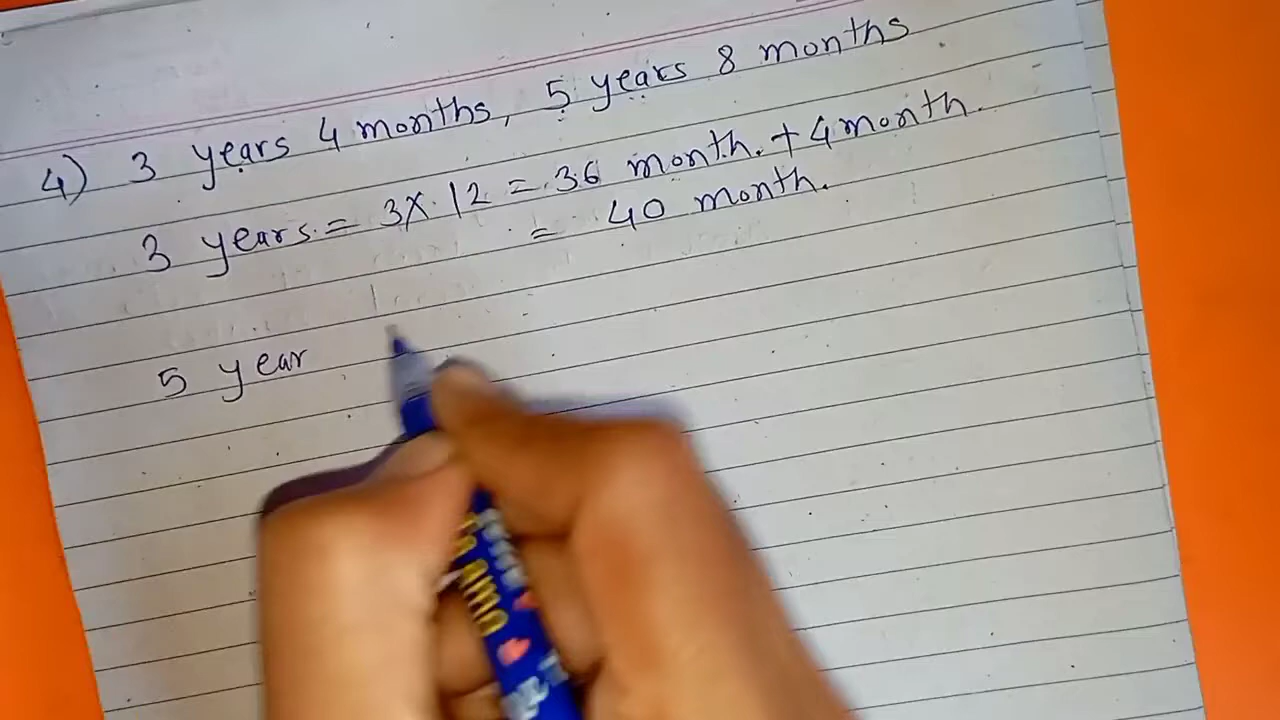 4) 3 years 4 months, 5 years 8 months
3 years = 3 × 12 = 36 month. + 4 month.
= 40 month.
5 year